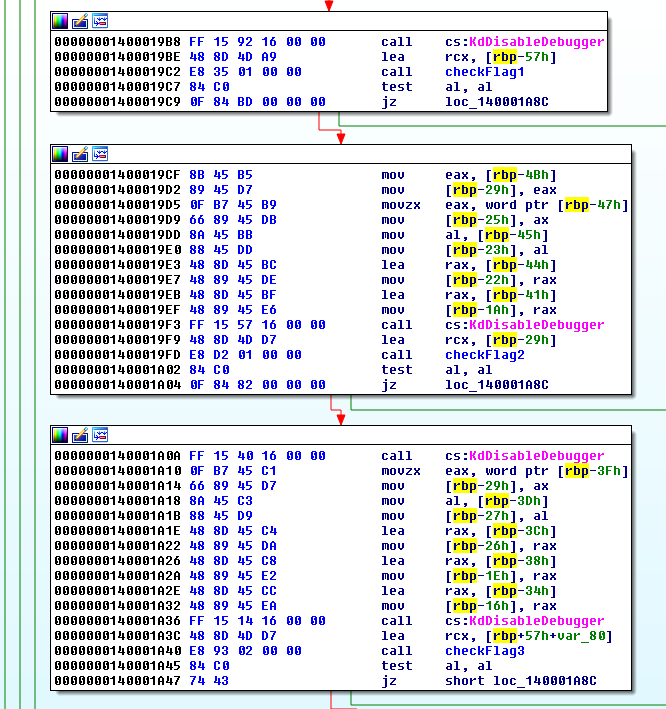 00000001400019B8 FF 15 92 16 00 00 call cs:KdDisableDebugger
00000001400019BE 48 8D 4D A9 lea rcx, [rbp-57h]
00000001400019C2 E8 35 01 00 00 call checkFlag1
00000001400019C7 84 C0 test al, al
00000001400019C9 0F 84 BD 00 00 00 jz loc_140001A8C
00000001400019CF 8B 45 B5 mov eax, [rbp-4Bh]
00000001400019D2 89 45 D7 mov [rbp-29h], eax
00000001400019D5 0F B7 45 B9 movzx eax, word ptr [rbp-47h]
00000001400019D9 66 89 45 DB mov [rbp-25h], ax
00000001400019DD 8A 45 BB mov al, [rbp-45h]
00000001400019E0 88 45 DD mov [rbp-23h], al
00000001400019E3 48 8D 45 BC lea rax, [rbp-44h]
00000001400019E7 48 89 45 DE mov [rbp-22h], rax
00000001400019EB 48 8D 45 BF lea rax, [rbp-41h]
00000001400019EF 48 89 45 E6 mov [rbp-1Ah], rax
00000001400019F3 FF 15 57 16 00 00 call cs:KdDisableDebugger
00000001400019F9 48 8D 4D D7 lea rcx, [rbp-29h]
00000001400019FD E8 D2 01 00 00 call checkFlag2
0000000140001A02 84 C0 test al, al
0000000140001A04 0F 84 82 00 00 00 jz loc_140001A8C
0000000140001A0A FF 15 40 16 00 00 call cs:KdDisableDebugger
0000000140001A10 0F B7 45 C1 movzx eax, word ptr [rbp-3Fh]
0000000140001A14 66 89 45 D7 mov [rbp-29h], ax
0000000140001A18 8A 45 C3 mov al, [rbp-3Dh]
0000000140001A1B 88 45 D9 mov [rbp-27h], al
0000000140001A1E 48 8D 45 C4 lea rax, [rbp-3Ch]
0000000140001A22 48 89 45 DA mov [rbp-26h], rax
0000000140001A26 48 8D 45 C8 lea rax, [rbp-38h]
0000000140001A2A 48 89 45 E2 mov [rbp-1Eh], rax
0000000140001A2E 48 8D 45 CC lea rax, [rbp-34h]
0000000140001A32 48 89 45 EA mov [rbp-16h], rax
0000000140001A36 FF 15 14 16 00 00 call cs:KdDisableDebugger
0000000140001A3C 48 8D 4D D7 lea rcx, [rbp+57h+var_80]
0000000140001A40 E8 93 02 00 00 call checkFlag3
0000000140001A45 84 C0 test al, al
0000000140001A47 74 43 jz short loc_140001A8C